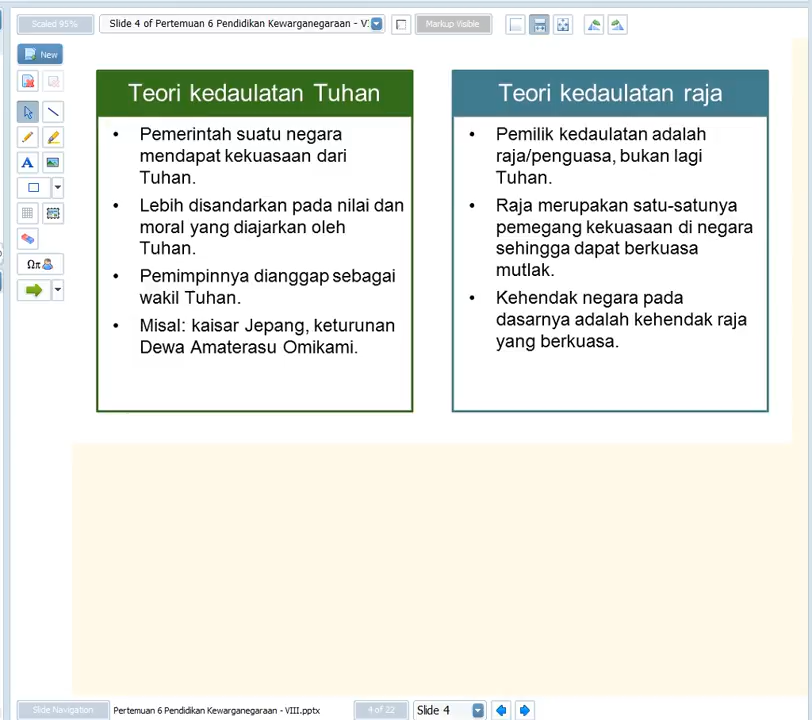 Scaled 95%
Slide 4 of Pertemuan 6 Pendidikan Kewarganegaraan - V
Markup Visible
New
A
Ωπ
Teori kedaulatan Tuhan
• Pemerintah suatu negara
mendapat kekuasaan dari
Tuhan.
• Lebih disandarkan pada nilai dan
moral yang diajarkan oleh
Tuhan.
• Pemimpinnya dianggap sebagai
wakil Tuhan.
• Misal: kaisar Jepang, keturunan
Dewa Amaterasu Omikami.
Teori kedaulatan raja
• Pemilik kedaulatan adalah
raja/penguasa, bukan lagi
Tuhan.
• Raja merupakan satu-satunya
pemegang kekuasaan di negara
sehingga dapat berkuasa
mutlak.
• Kehendak negara pada
dasarnya adalah kehendak raja
yang berkuasa.
Slide Navigation
Pertemuan 6 Pendidikan Kewarganegaraan - VIII.pptx
4 of 22
Slide 4